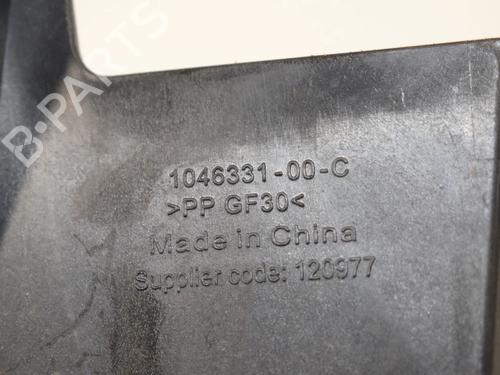 B-PARTS
1046331-00-C
>PP GF30<
Made in China
Supplier code: 120977